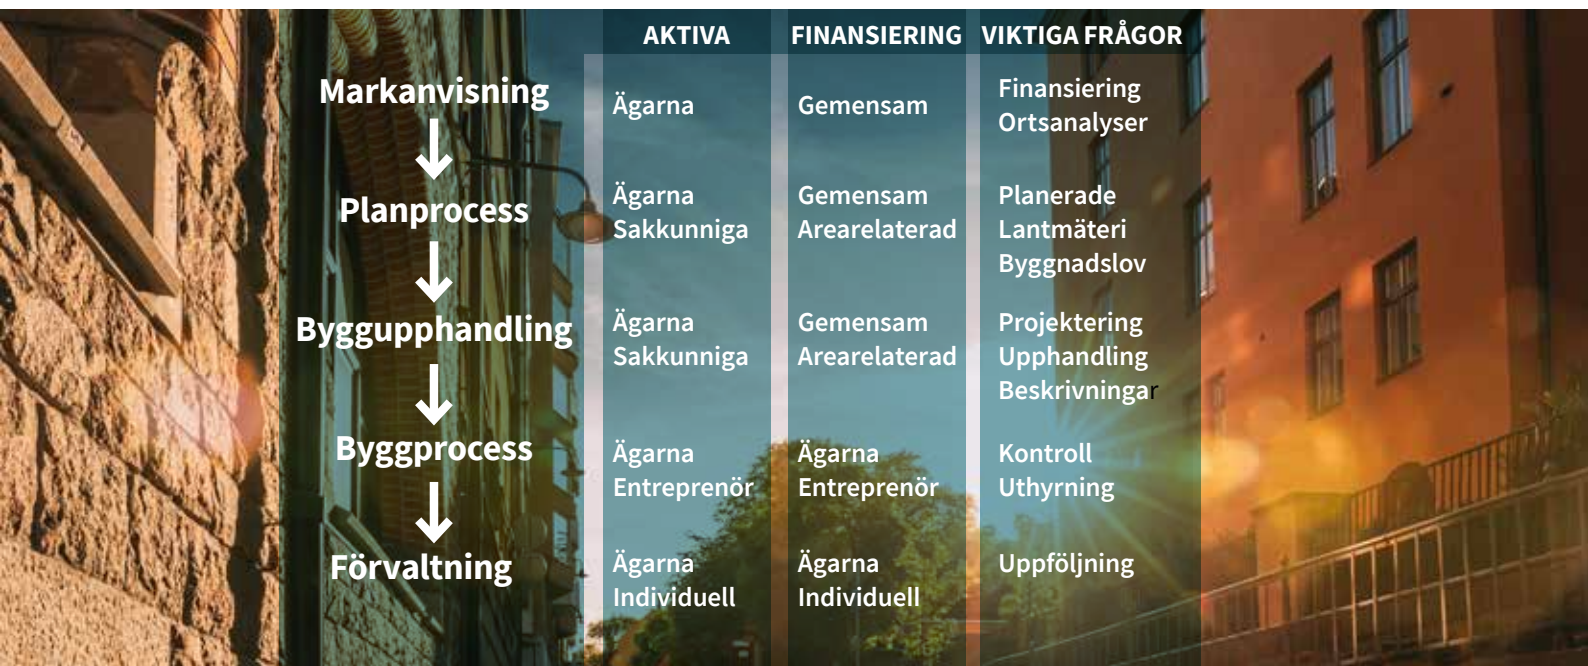 AKTIVA FINANSIERING VIKTIGA FRÅGOR
Markanvisning
Ägarna
Gemensam
Finansiering
Ortsanalyser
Planprocess
Ägarna
Sakkunniga
Gemensam
Arearelaterad
Planerade
Lantmäteri
Byggnadslov
Byggupphandling
Ägarna
Sakkunniga
Gemensam
Arearelaterad
Projektering
Upphandling
Beskrivningar
Byggprocess
Ägarna
Entreprenör
Ägarna
Entreprenör
Kontroll
Uthyrning
Förvaltning
Ägarna
Individuell
Ägarna
Individuell
Uppföljning